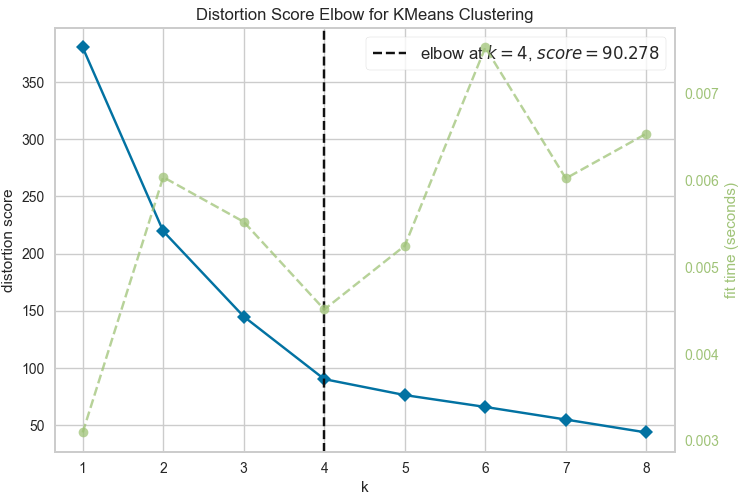 Distortion Score Elbow for KMeans Clustering
elbow at k = 4, score = 90.278
distortion score
350
300
250
200
150
100
50
0.007
0.006
0.005
0.004
0.003
fit time (seconds)
1 2 3 4 5 6 7 8
k